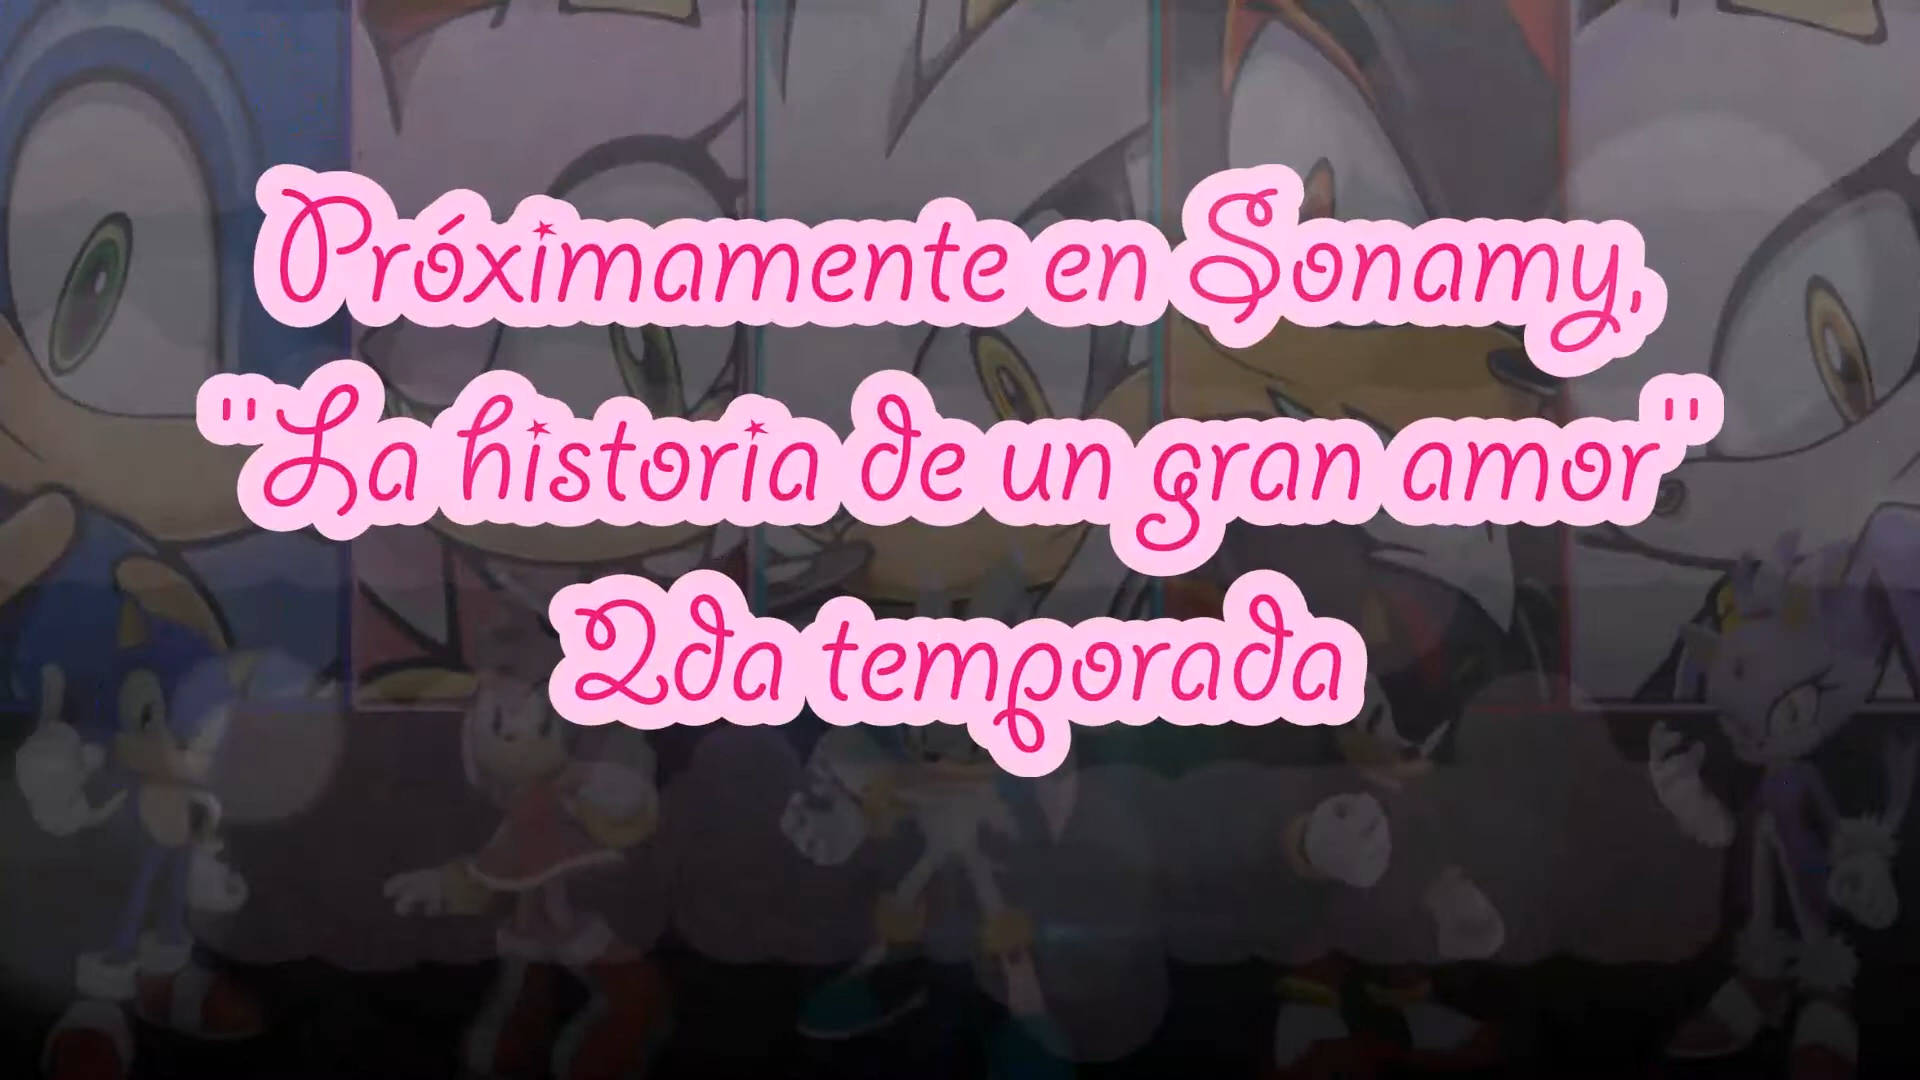 Próximamente en Sonamy,
"La historia de un gran amor"
2da temporada